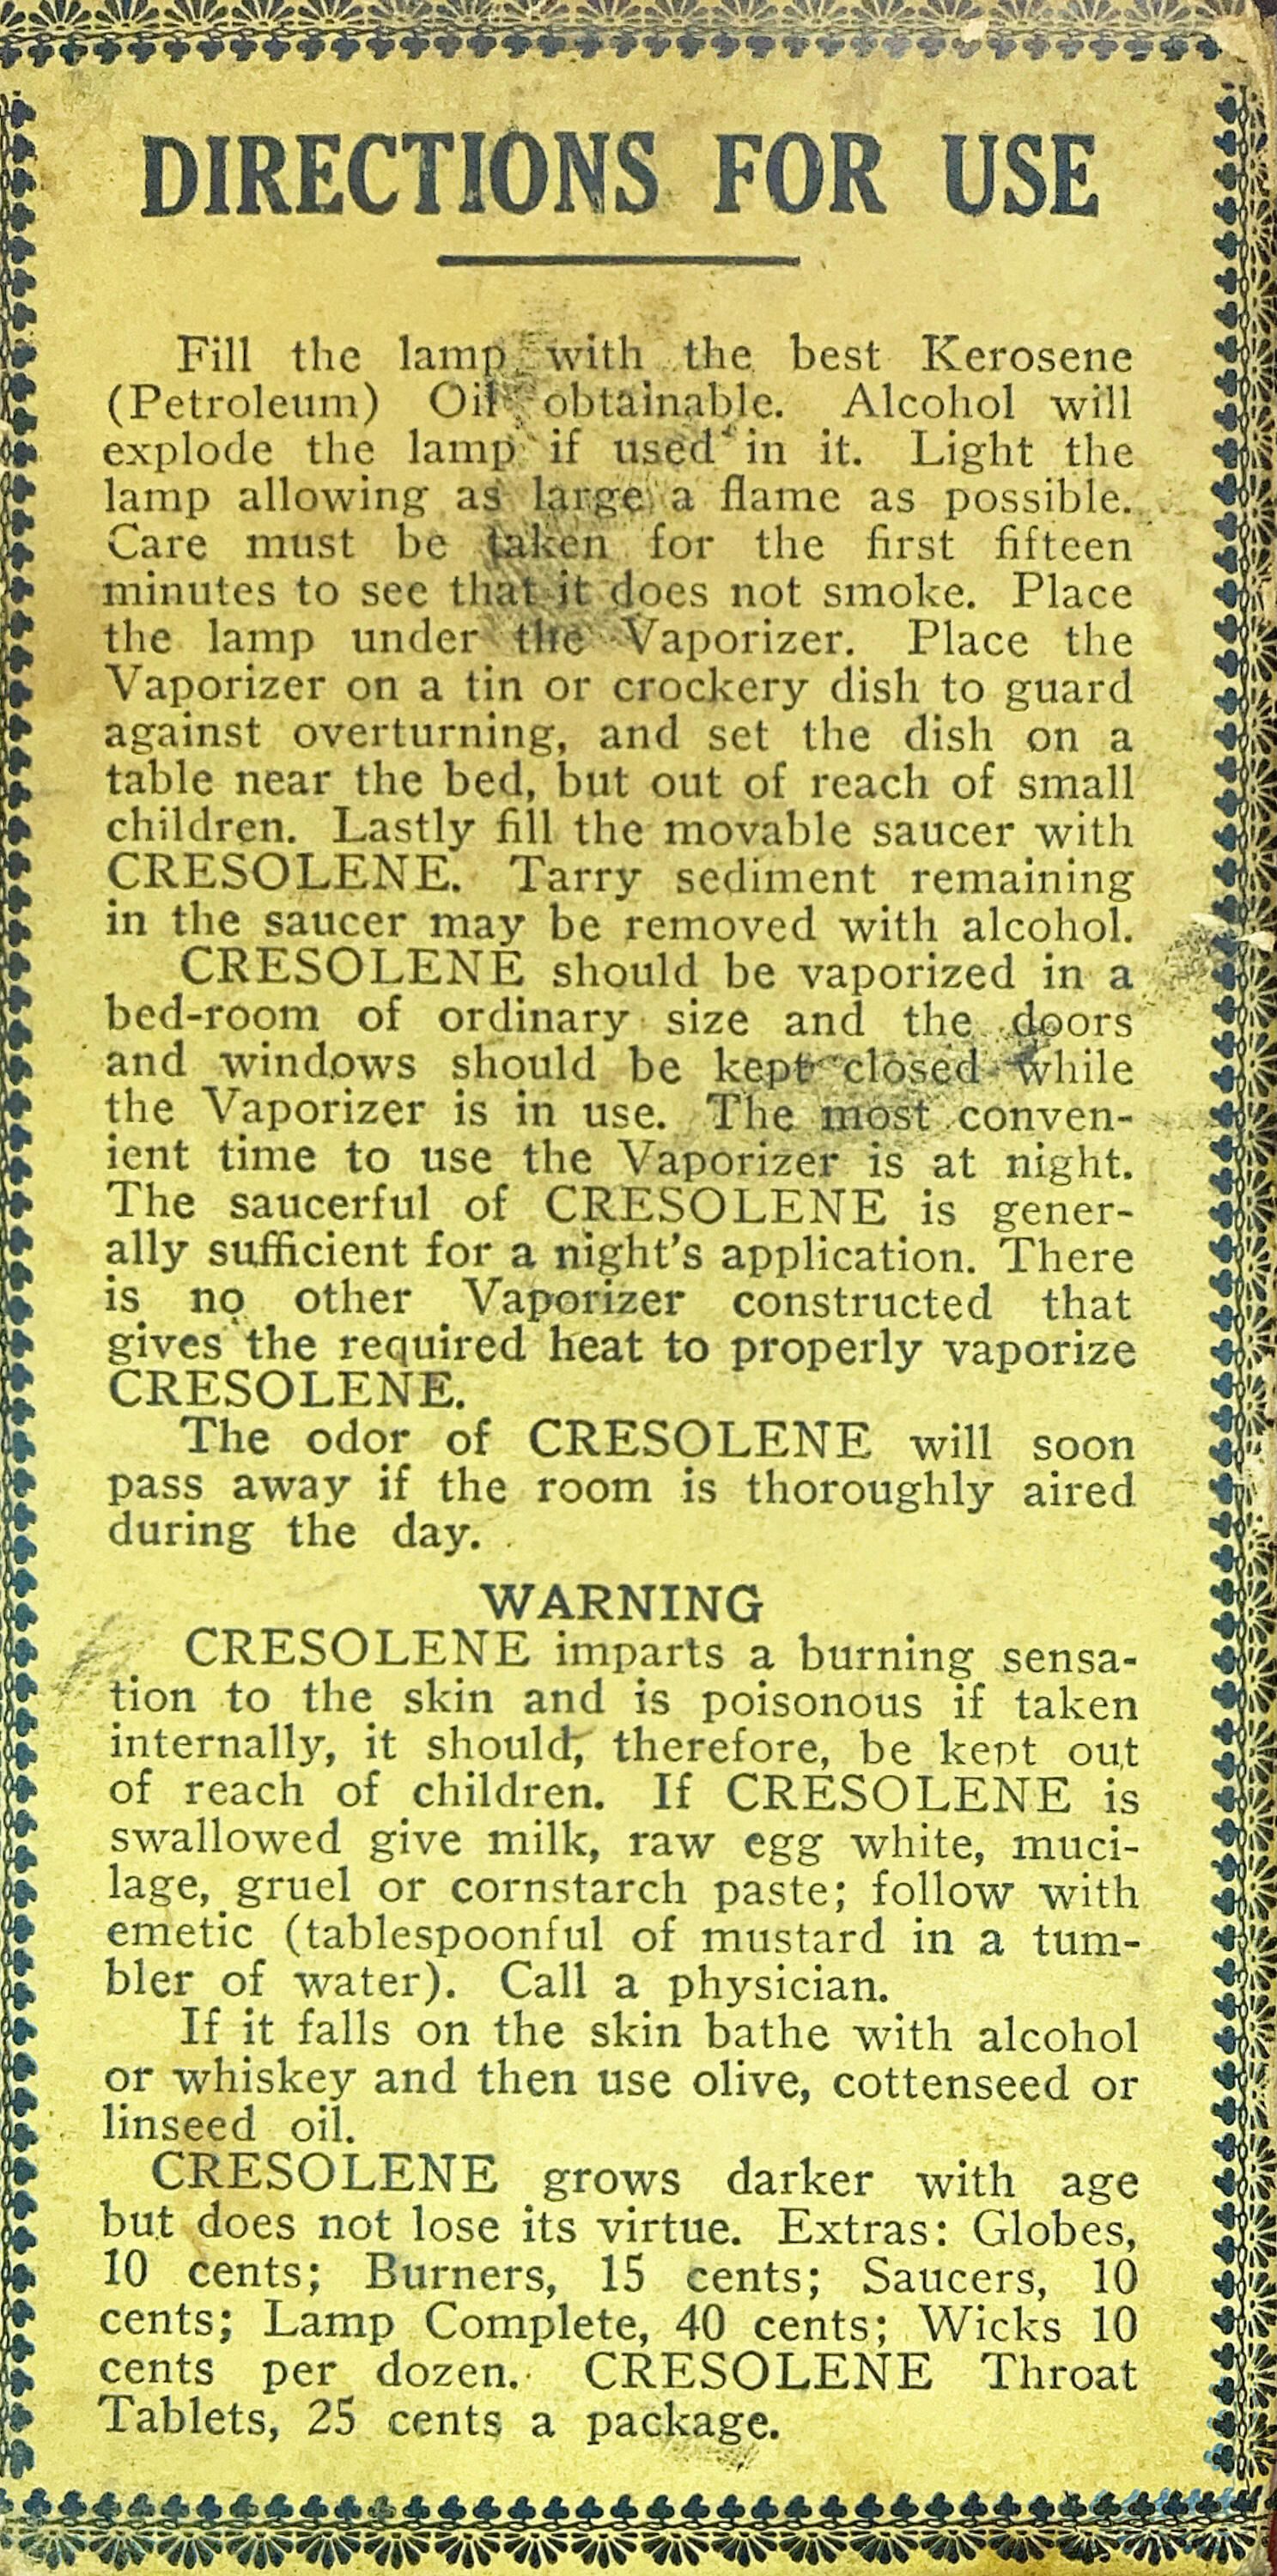 DIRECTIONS FOR USE
Fill the lamp with the best Kerosene
(Petroleum) Oil obtainable. Alcohol will
explode the lamp if used in it. Light the
lamp allowing as large a flame as possible.
Care must be taken for the first fifteen
minutes to see that it does not smoke. Place
the lamp under the Vaporizer. Place the
Vaporizer on a tin or crockery dish to guard
against overturning, and set the dish on a
table near the bed, but out of reach of small
children. Lastly fill the movable saucer with
CRESOLENE. Tarry sediment remaining
in the saucer may be removed with alcohol.
CRESOLENE should be vaporized in a
bed-room of ordinary size and the doors
and windows should be kept closed while
the Vaporizer is in use. The most conven-
ient time to use the Vaporizer is at night.
The saucerful of CRESOLENE is gener-
ally sufficient for a night's application. There
is no other Vaporizer constructed that
gives the required heat to properly vaporize
CRESOLENE.
The odor of CRESOLENE will soon
pass away if the room is thoroughly aired
during the day.
WARNING
CRESOLENE imparts a burning sensa-
tion to the skin and is poisonous if taken
internally, it should, therefore, be kept out
of reach of children. If CRESOLENE is
swallowed give milk, raw egg white, muci-
lage, gruel or cornstarch paste; follow with
emetic (tablespoonful of mustard in a tum-
bler of water). Call a physician.
If it falls on the skin bathe with alcohol
or whiskey and then use olive, cottenseed or
linseed oil.
CRESOLENE grows darker with age
but does not lose its virtue. Extras: Globes,
10 cents; Burners, 15 cents; Saucers, 10
cents; Lamp Complete, 40 cents; Wicks 10
cents per dozen. CRESOLENE Throat
Tablets, 25 cents a package.